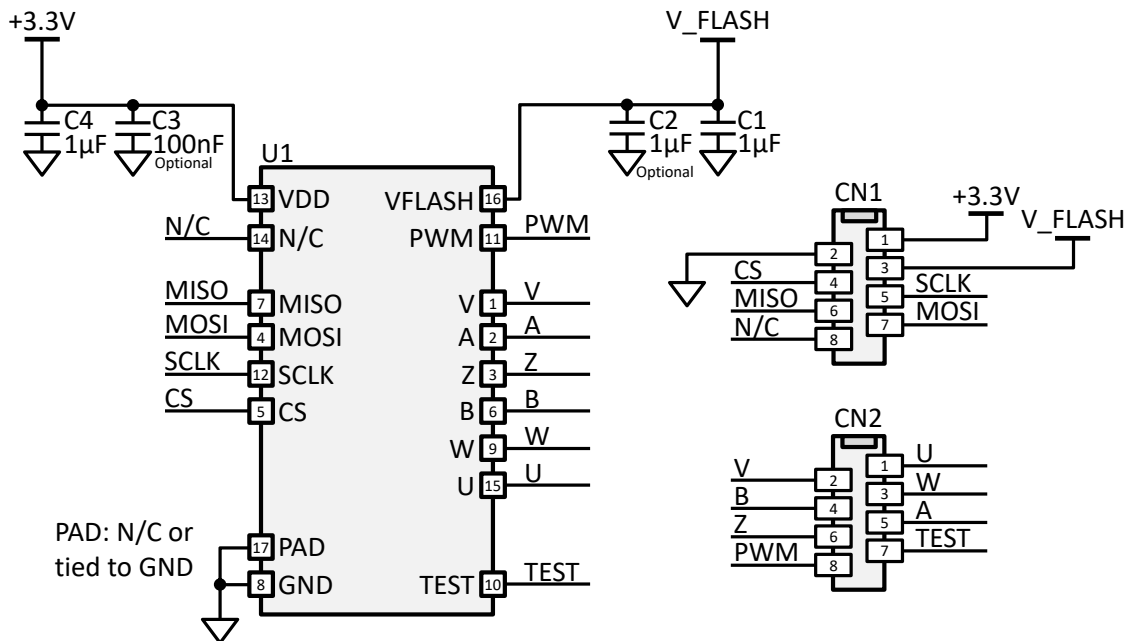 +3.3V
V_FLASH
C4
1µF
C3
100nF
Optional
C2
1µF
Optional
C1
1µF
U1
13 VDD
VFLASH 16
N/C 14 N/C
PWM 11 PWM
MISO 7 MISO
V 1 V
MOSI 4 MOSI
A 2 A
SCLK 12 SCLK
Z 3 Z
CS 5 CS
B 6 B
W 9 W
U 15 U
PAD: N/C or
tied to GND
17 PAD
8 GND
TEST 10 TEST
CN1
+3.3V
V_FLASH
1
2
3
CS 4
5 SCLK
MISO 6
7 MOSI
N/C 8
CN2
1 U
V 2
3 W
B 4
5 A
Z 6
7 TEST
PWM 8